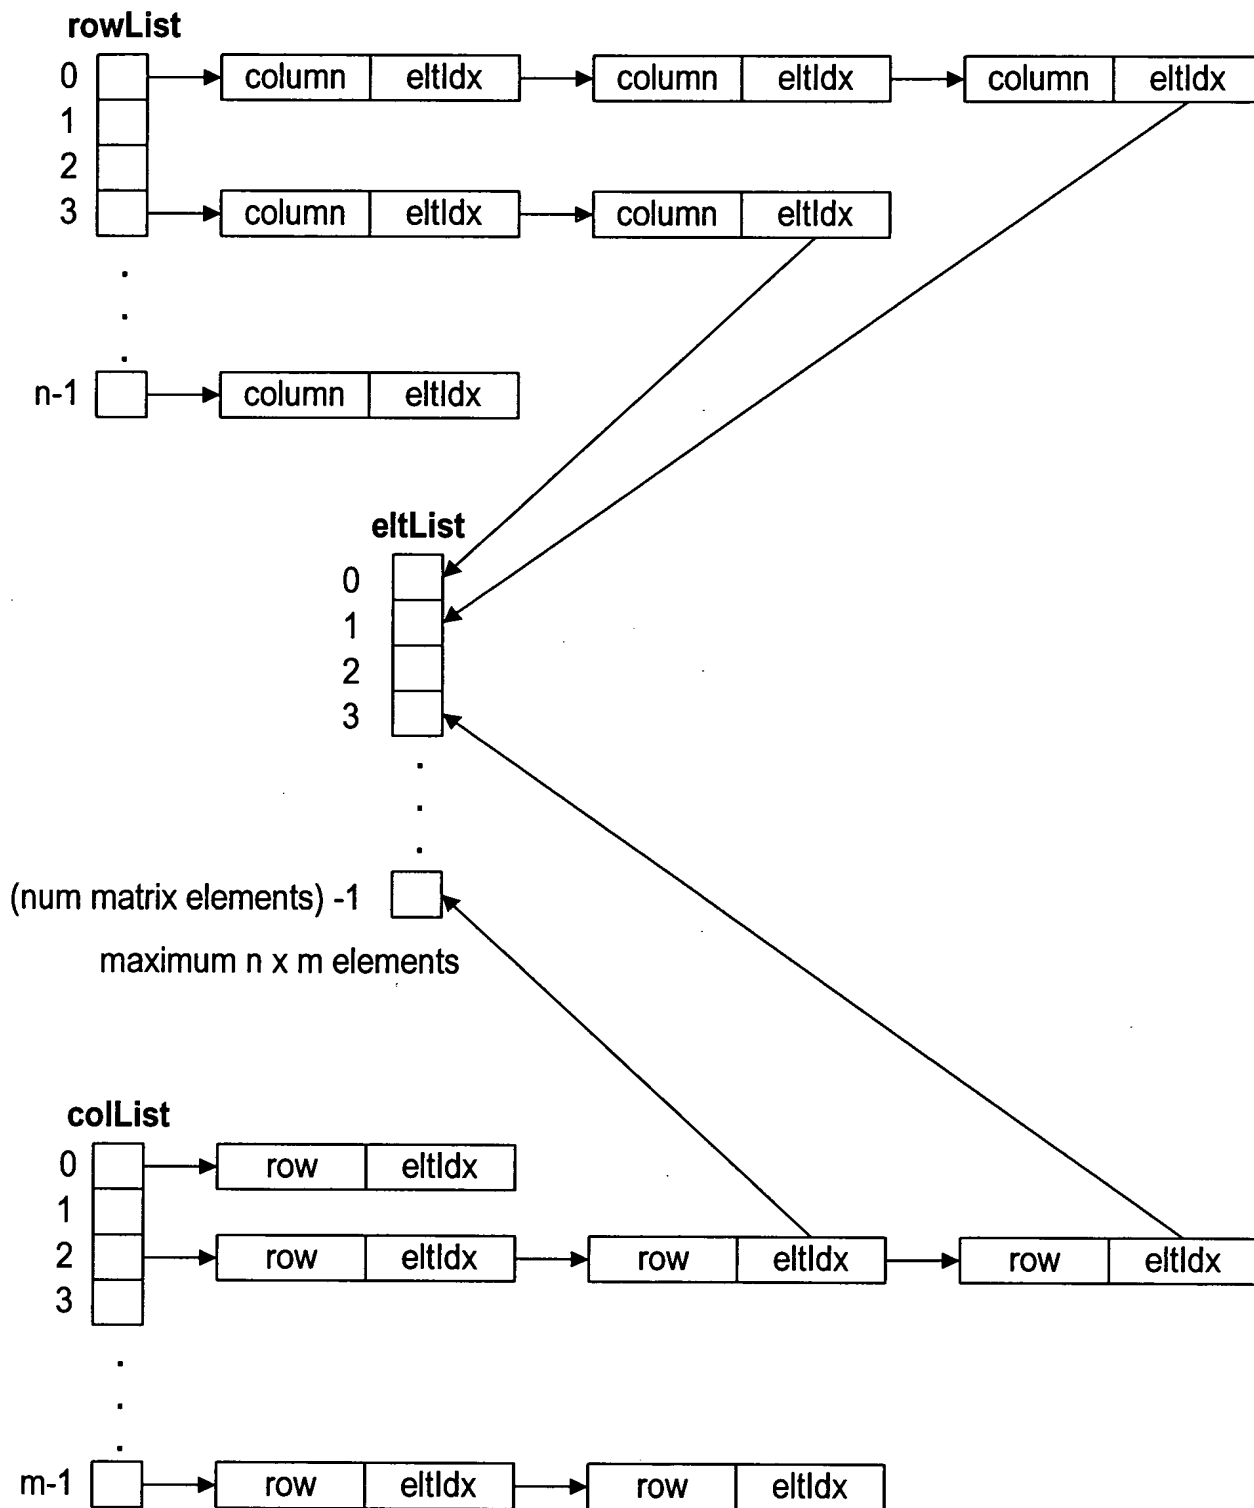 rowList
0 column eltIdx column eltIdx column eltIdx
1
2
3 column eltIdx column eltIdx
n-1 column eltIdx
eltList
0
1
2
3
(num matrix elements) -1
maximum n x m elements
colList
0 row eltIdx
1
2 row eltIdx row eltIdx row eltIdx
3
m-1 row eltIdx row eltIdx